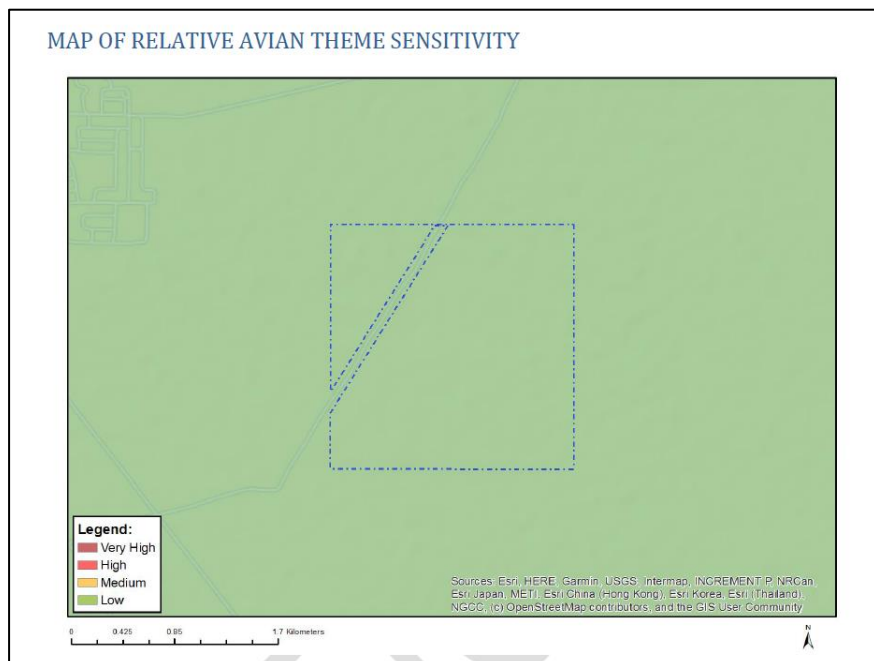 MAP OF RELATIVE AVIAN THEME SENSITIVITY
Legend:
Very High
High
Medium
Low
Sources: Esri, HERE, Garmin, USGS, Intermap, INCREMENT P, NRCan,
Esri Japan, METI, Esri China (Hong Kong), Esri Korea, Esri (Thailand),
NGCC, (c) OpenStreetMap contributors, and the GIS User Community
0 0.425 0.85 1.7 Kilometers
N